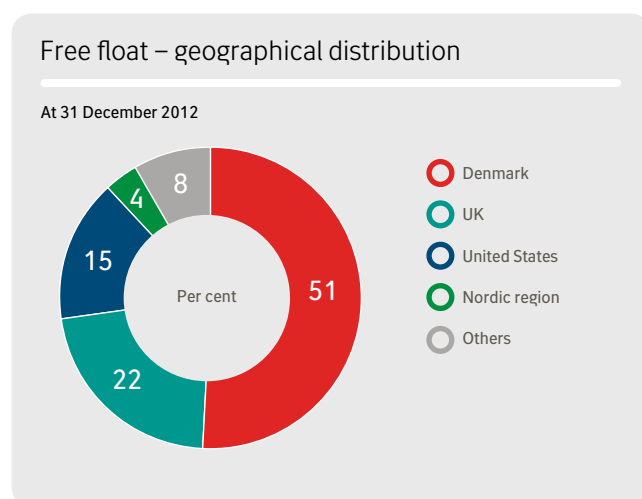 Free float – geographical distribution
At 31 December 2012
8
4
15
51
22
Per cent
Denmark
UK
United States
Nordic region
Others